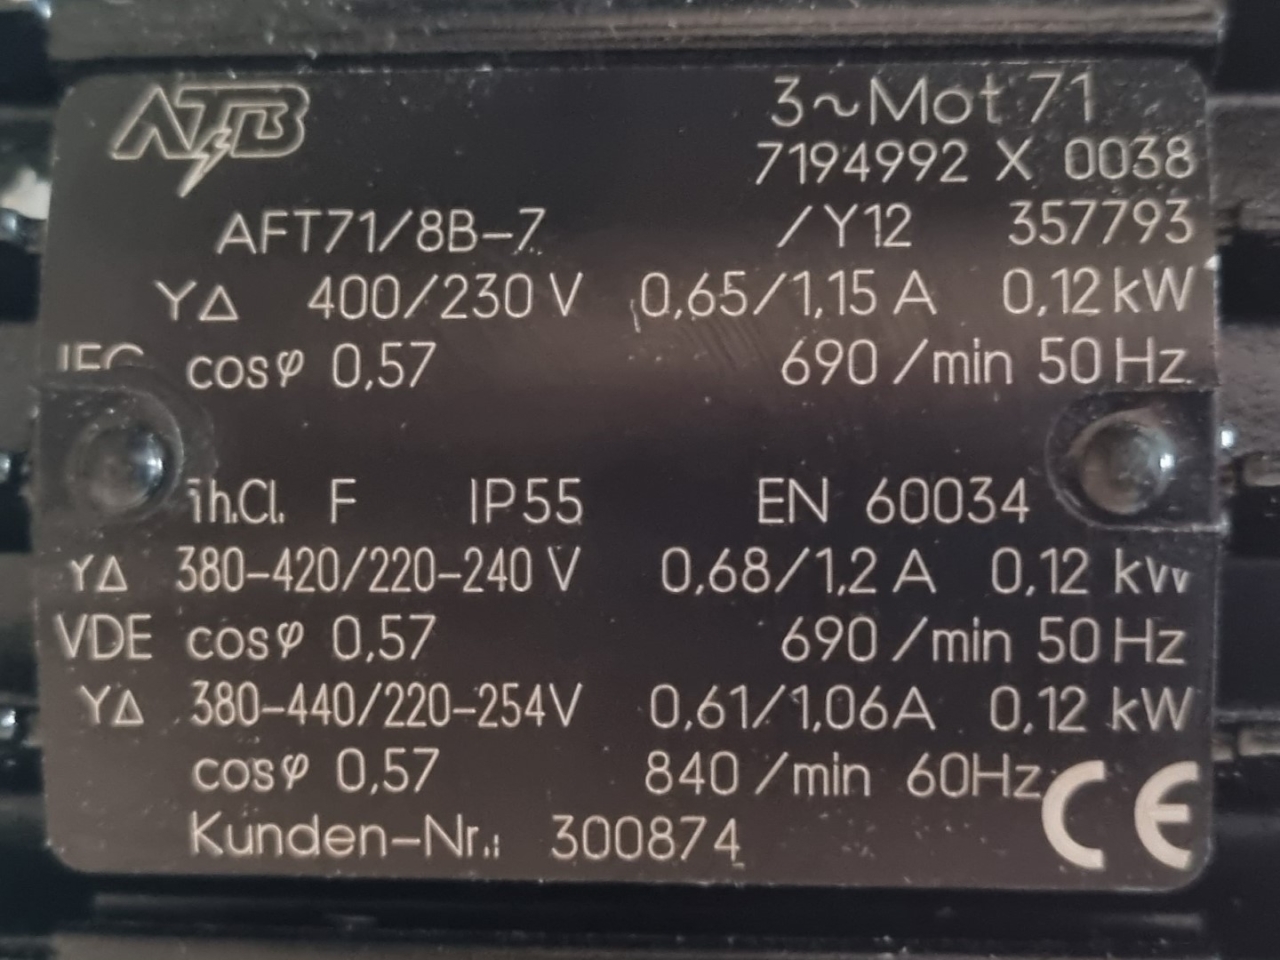 ATB
3~Mot 71
7194992 X 0038
AFT71/8B-7 /Y12 357793
Y∆ 400/230 V 0,65/1,15 A 0,12 kW
IEC cosφ 0,57 690 /min 50 Hz
Th.Cl. F IP55 EN 60034
Y∆ 380-420/220-240 V 0,68/1,2 A 0,12 kW
VDE cosφ 0,57 690 /min 50 Hz
Y∆ 380-440/220-254V 0,61/1,06A 0,12 kW
cosφ 0,57 840 /min 60Hz
CE
Kunden-Nr.: 300874